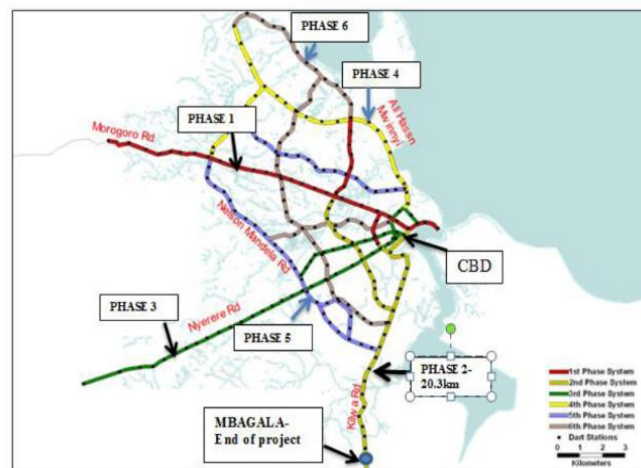 PHASE 6
PHASE 4
Ali Hassn
Mwinnyi
PHASE 1
Morogoro Rd
Nelson Mandela Rd
CBD
PHASE 3
Nyerere Rd
PHASE 5
PHASE 2-
20.3km
Kilwa Rd
MBAGALA-
End of project
1st Phase System
2nd Phase System
3rd Phase System
4th Phase System
5th Phase System
6th Phase System
Dart Stations
0 1 2 3
Kilometers